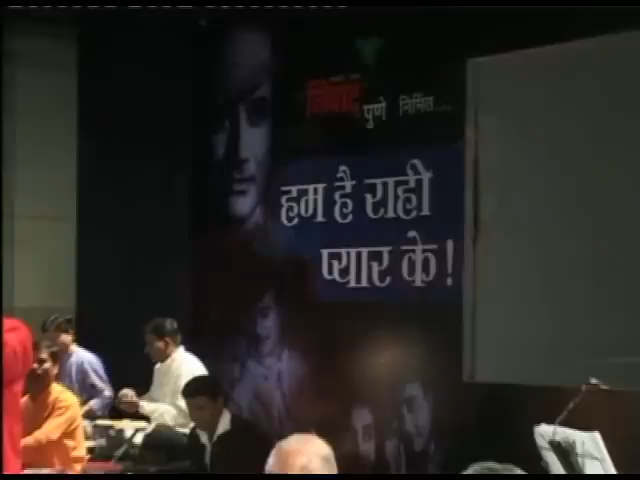 निषाद
पुणे निर्मित...
हम है राही
प्यार के!